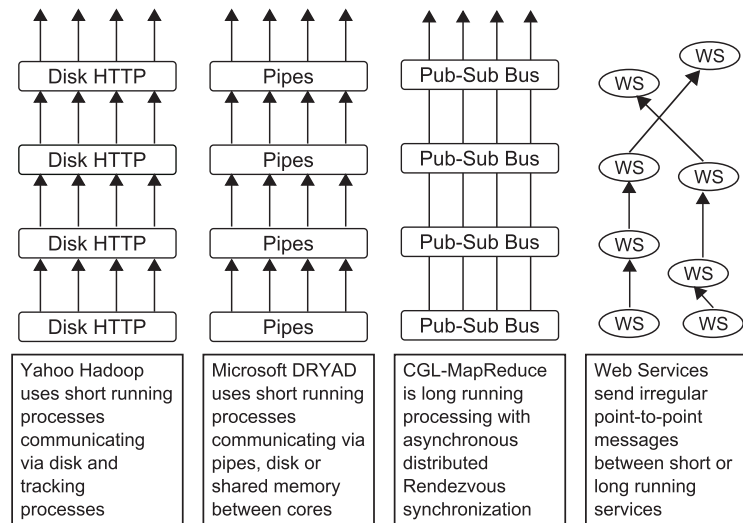 Disk HTTP
Disk HTTP
Disk HTTP
Disk HTTP
Yahoo Hadoop
uses short running
processes
communicating
via disk and
tracking
processes
Pipes
Pipes
Pipes
Pipes
Microsoft DRYAD
uses short running
processes
communicating via
pipes, disk or
shared memory
between cores
Pub-Sub Bus
Pub-Sub Bus
Pub-Sub Bus
Pub-Sub Bus
CGL-MapReduce
is long running
processing with
asynchronous
distributed
Rendezvous
synchronization
WS
WS
WS
WS
WS
WS
WS
WS
Web Services
send irregular
point-to-point
messages
between short or
long running
services